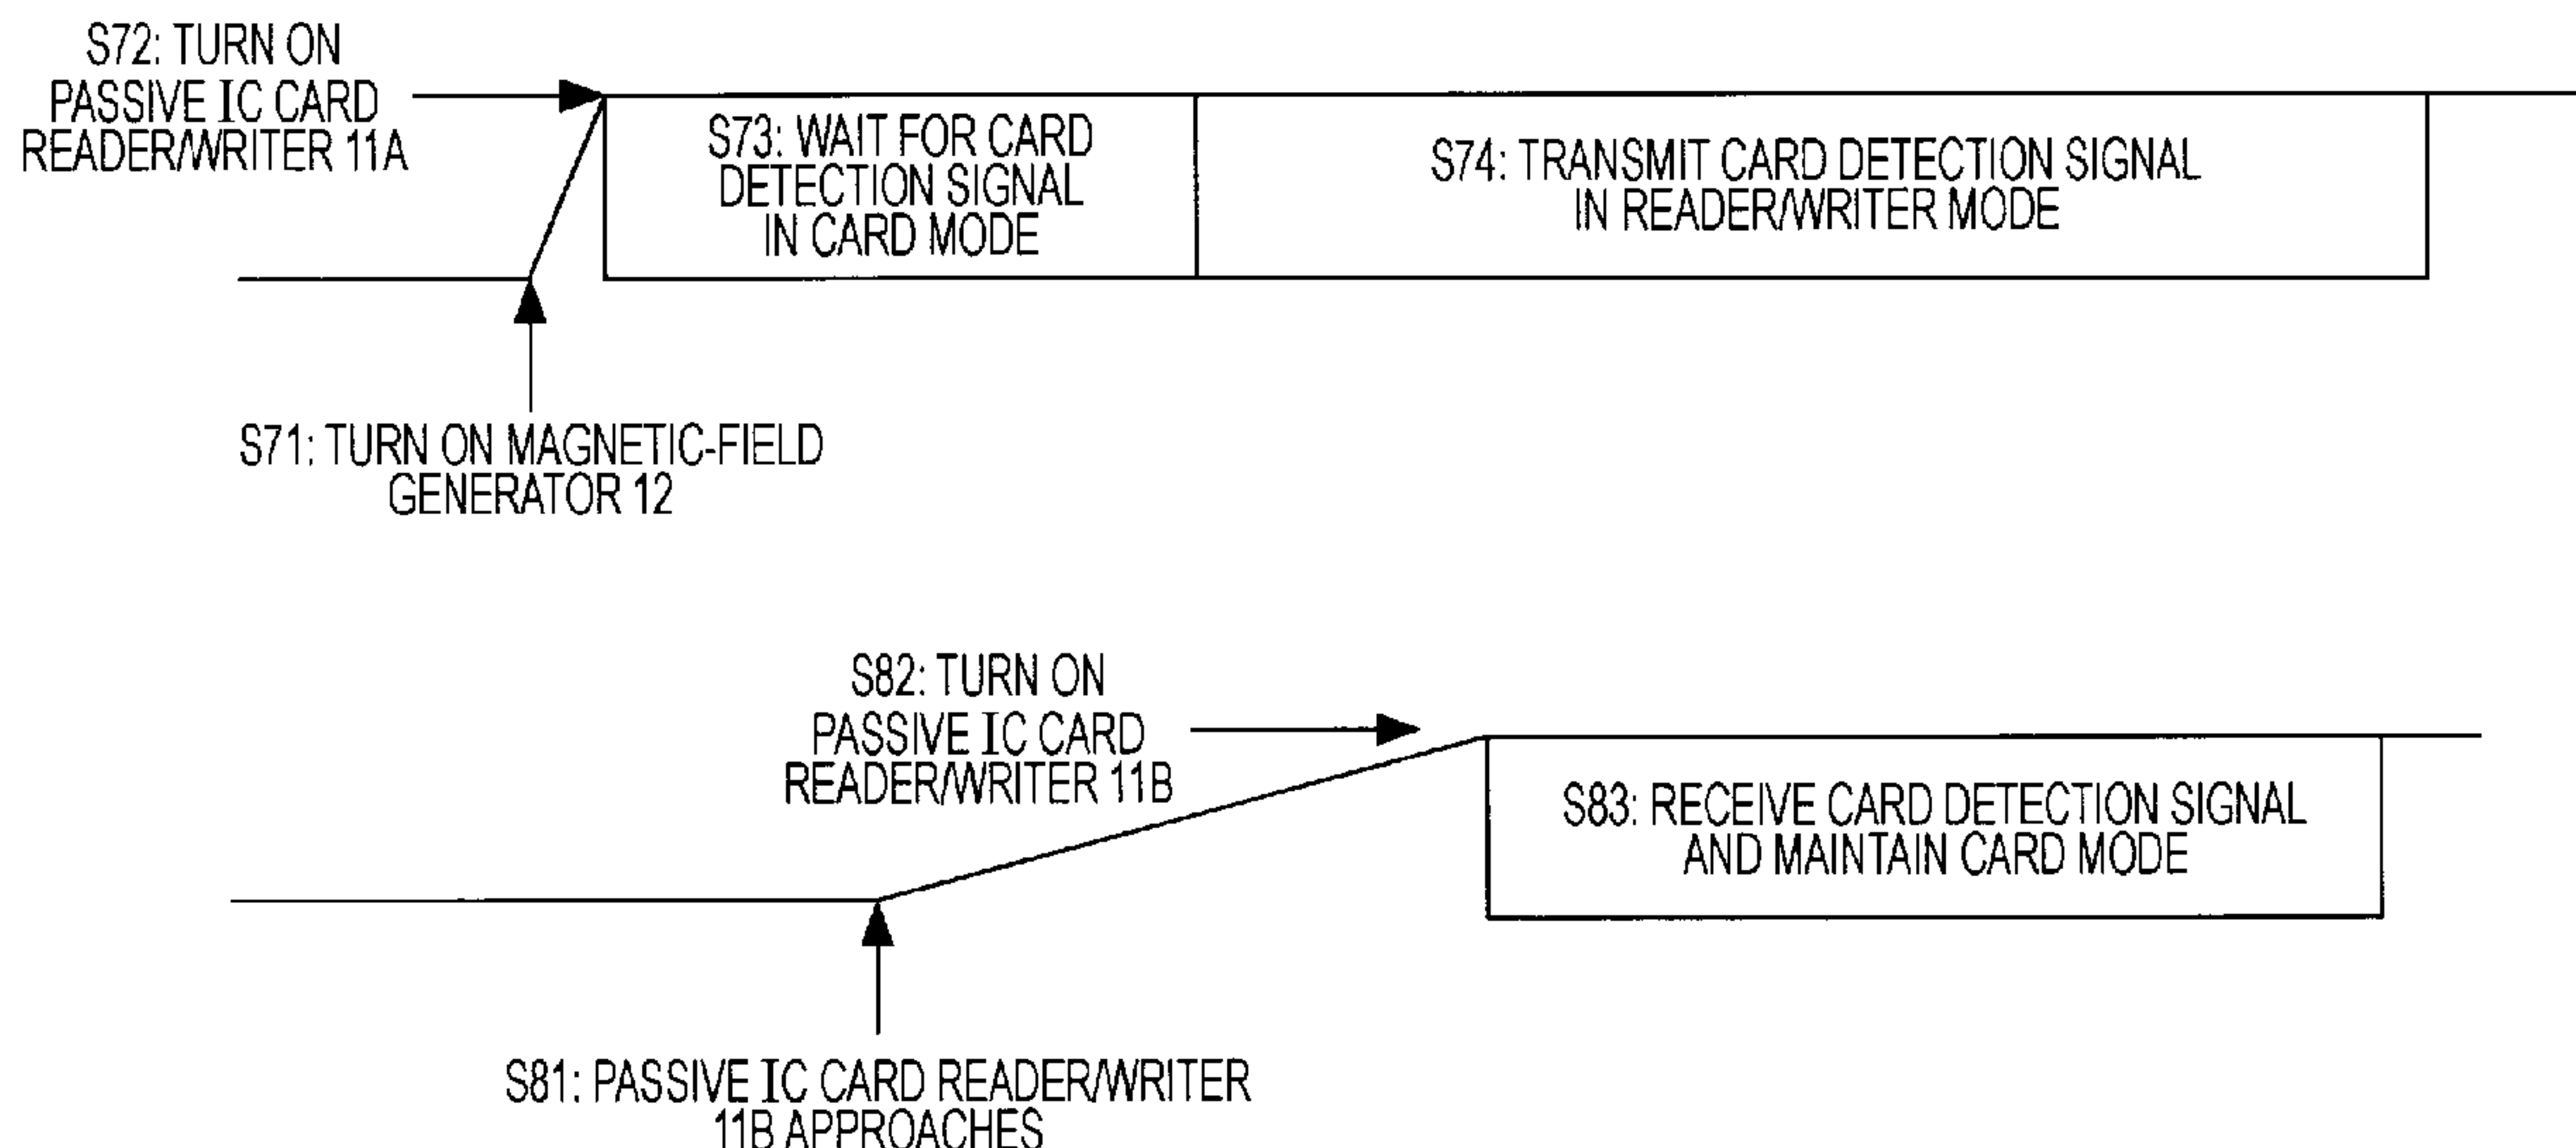 S72: TURN ON
PASSIVE IC CARD
READER/WRITER 11A
S73: WAIT FOR CARD
DETECTION SIGNAL
IN CARD MODE
S74: TRANSMIT CARD DETECTION SIGNAL
IN READER/WRITER MODE
S71: TURN ON MAGNETIC-FIELD
GENERATOR 12
S82: TURN ON
PASSIVE IC CARD
READER/WRITER 11B
S83: RECEIVE CARD DETECTION SIGNAL
AND MAINTAIN CARD MODE
S81: PASSIVE IC CARD READER/WRITER
11B APPROACHES